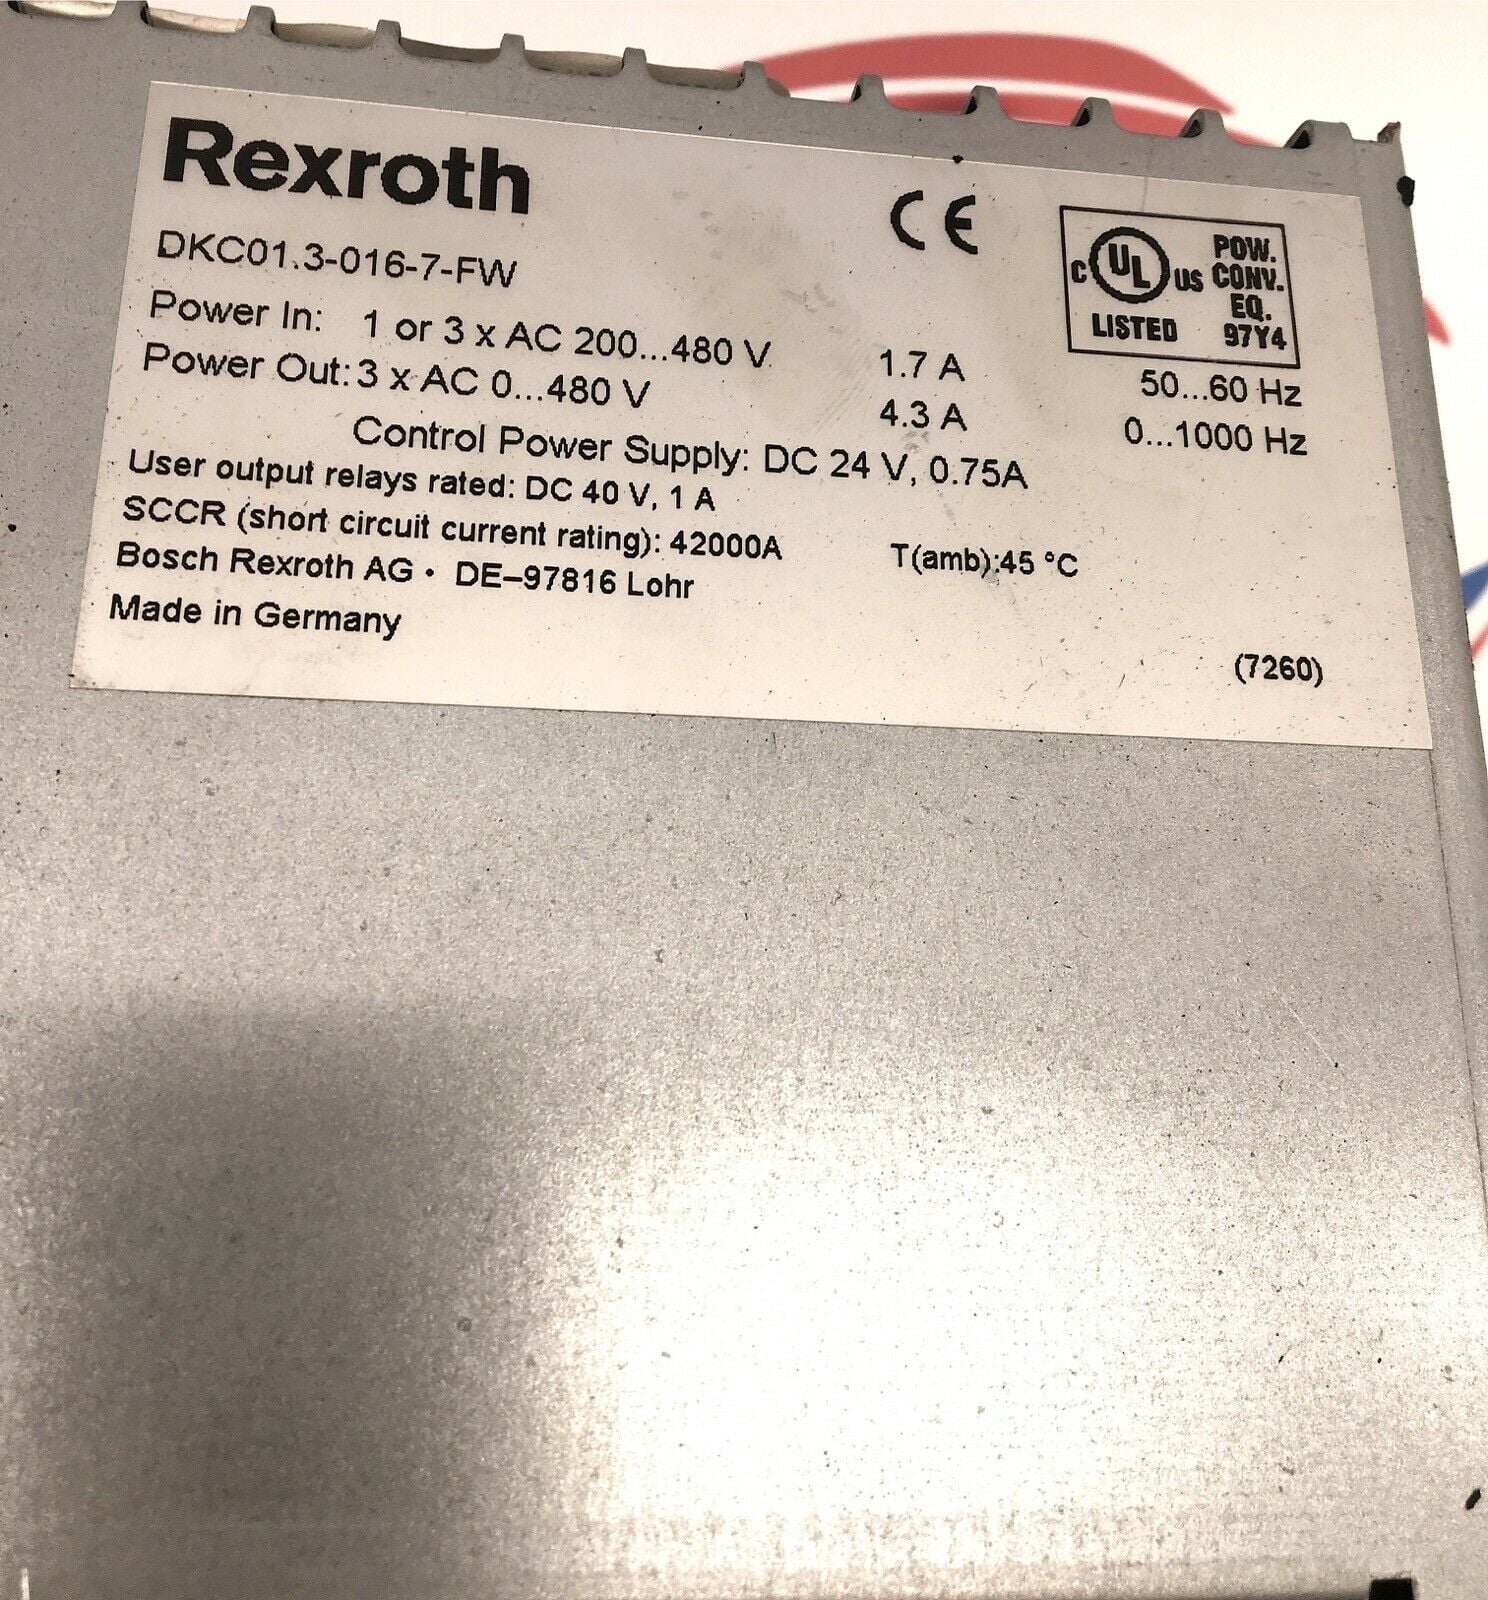 Rexroth
CE
DKC01.3-016-7-FW
C UL US LISTED
POW.
CONV.
EQ.
97Y4
Power In: 1 or 3 x AC 200...480 V 1.7 A 50...60 Hz
Power Out: 3 x AC 0...480 V 4.3 A 0...1000 Hz
Control Power Supply: DC 24 V, 0.75A
User output relays rated: DC 40 V, 1 A
SCCR (short circuit current rating): 42000A T(amb):45 °C
Bosch Rexroth AG • DE–97816 Lohr
Made in Germany
(7260)